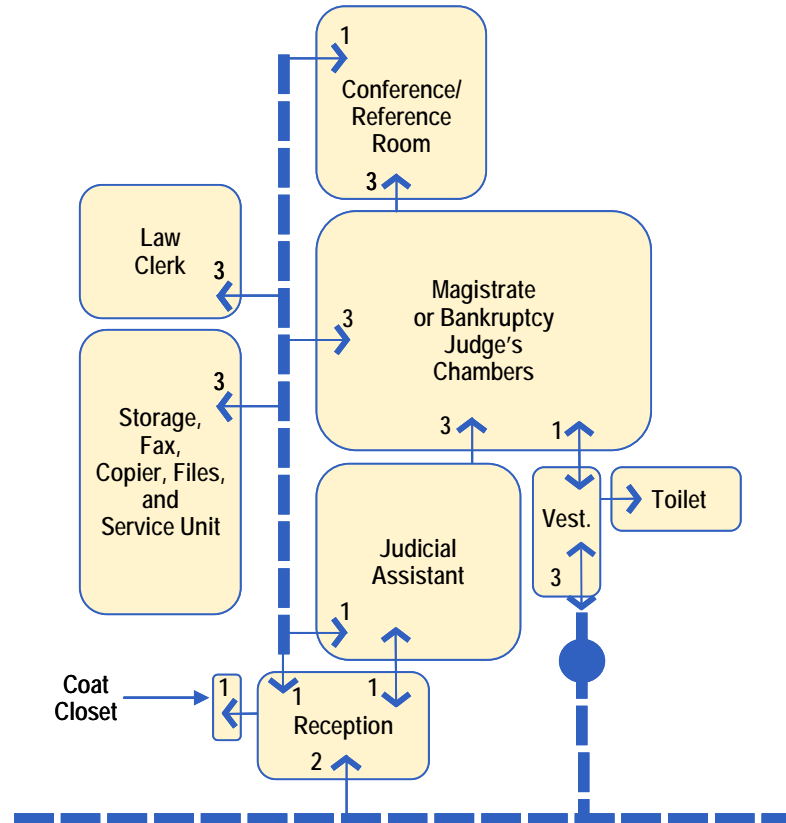 1
Conference/
Reference
Room
3
Law
Clerk
3
Magistrate
or Bankruptcy
Judge's
Chambers
3
3
1
3
Storage,
Fax,
Copier, Files,
and
Service Unit
Judicial
Assistant
1
1
Vest.
3
Toilet
Coat
Closet
1
1
Reception
2